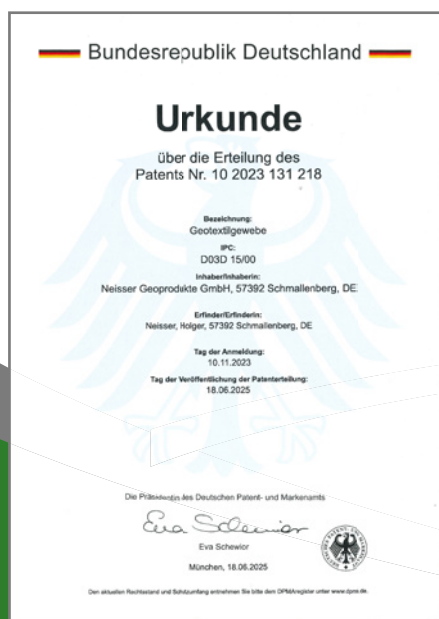 Bundesrepublik Deutschland
Urkunde
über die Erteilung des
Patents Nr. 10 2023 131 218
Bezeichnung:
Geotextilgewebe
IPC:
D03D 15/00
Inhaber/Inhaberin:
Neisser Geoprodukte GmbH, 57392 Schmallenberg, DE
Erfinder/Erfinderin:
Neisser, Holger, 57392 Schmallenberg, DE
Tag der Anmeldung:
10.11.2023
Tag der Veröffentlichung der Patenterteilung:
18.06.2025
Die Präsidentin des Deutschen Patent- und Markenamts
Eva Schewior
Eva Schewior
München, 18.06.2025
Den aktuellen Rechtsstand und Schutzumfang entnehmen Sie bitte dem DPMAregister unter www.dpma.de.